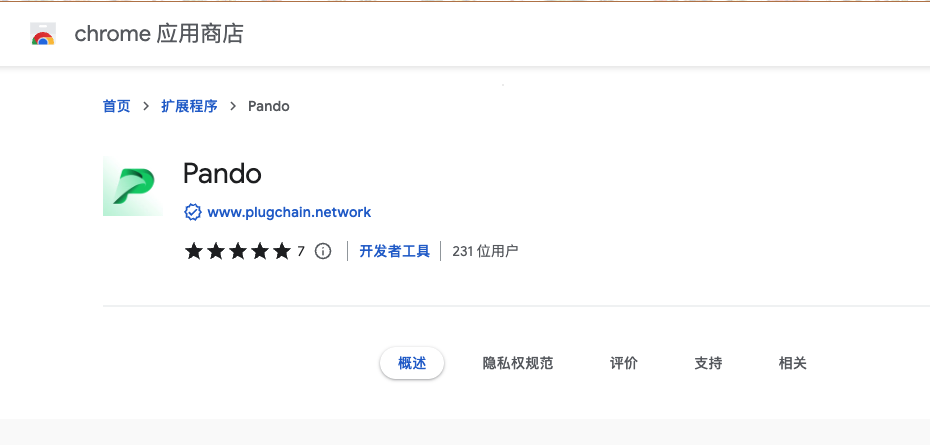 chrome 应用商店
首页 > 扩展程序 > Pando
Pando
www.plugchain.network
7 开发者工具 231 位用户
概述 隐私权规范 评价 支持 相关